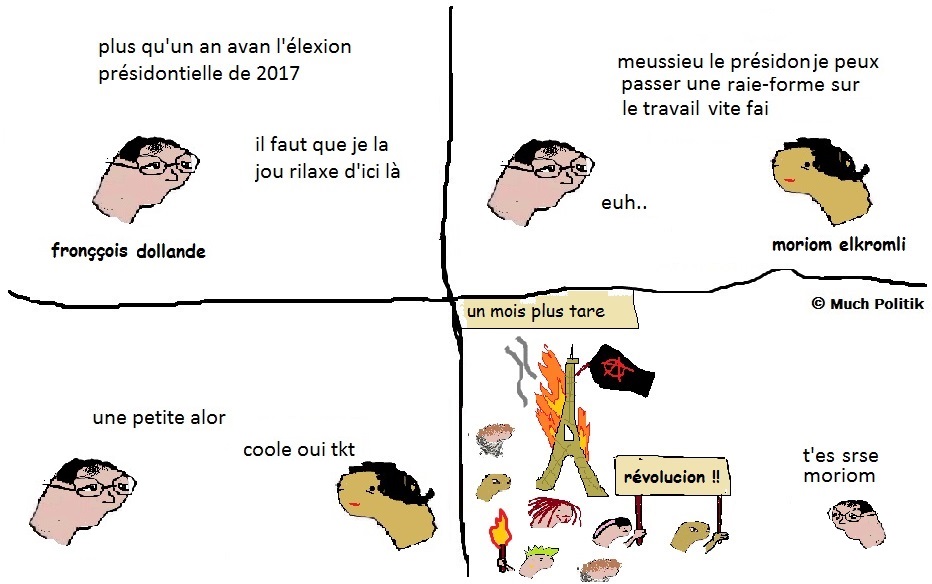 plus qu'un an avan l'élexion
présidontielle de 2017
il faut que je la
jou rilaxe d'ici là
fronççois dollande
meussieu le présidon je peux
passer une raie-forme sur
le travail vite fai
euh..
moriom elkromli
une petite alor
coole oui tkt
un mois plus tare
© Much Politik
révolucion !!
t'es srse
moriom